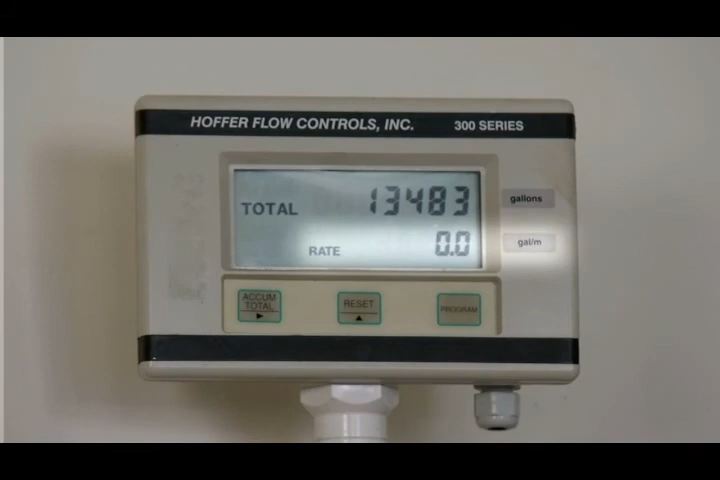 HOFFER FLOW CONTROLS, INC. 300 SERIES
TOTAL 13483 gallons
RATE 0.0 gal/m
ACCUM TOTAL
RESET
PROGRAM